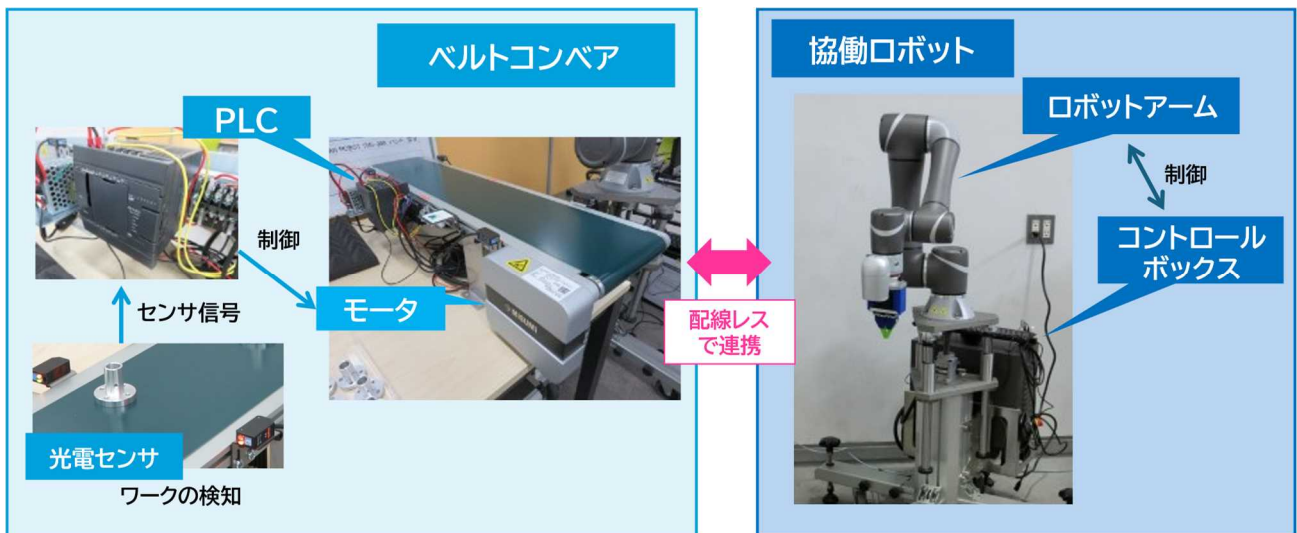 ベルトコンベア
PLC
制御
センサ信号
モータ
光電センサ
ワークの検知
配線レス
で連携
協働ロボット
ロボットアーム
制御
コントロール
ボックス